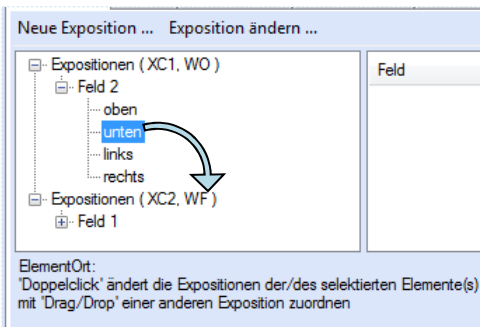 Neue Exposition ... Exposition ändern ...
Expositionen ( XC1, WO )
Feld 2
oben
unten
links
rechts
Expositionen ( XC2, WF )
Feld 1
Feld
ElementOrt:
'Doppelclick' ändert die Expositionen der/des selektierten Elemente(s)
mit 'Drag/Drop' einer anderen Exposition zuordnen